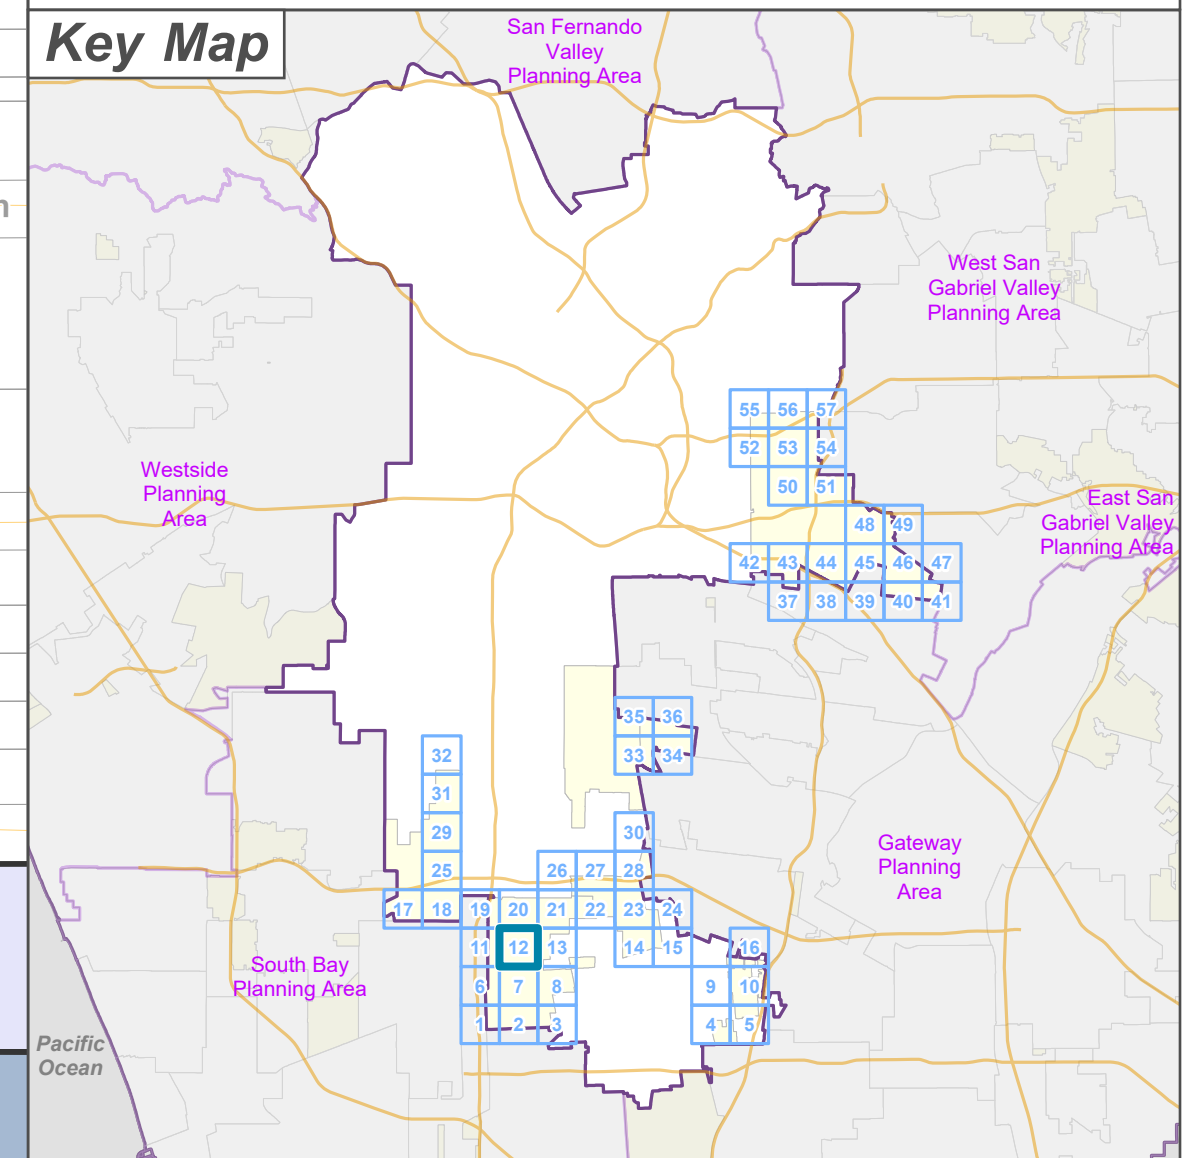 Key Map
San Fernando
Valley
Planning Area
n
West San
Gabriel Valley
Planning Area
55 56 57
52 53 54
Westside
Planning
Area
50 51
East San
Gabriel Valley
Planning Area
48 49
42 43 44 45 46 47
37 38 39 40 41
35 36
32 33 34
31
29 30
Gateway
Planning
Area
25 26 27 28
17 18 19 20 21 22 23 24
11 12 13 14 15 16
South Bay
Planning Area
6 7 8 9 10
1 2 3 4 5
Pacific
Ocean